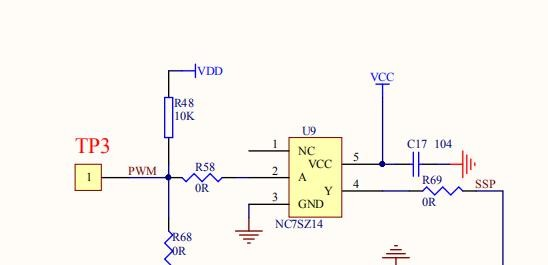 VDD
VCC
R48
10K
U9
TP3
C17 104
1
NC
VCC
5
1
PWM
R58
0R
2
A
Y
4
R69
0R
SSP
3
GND
NC7SZ14
R68
0R